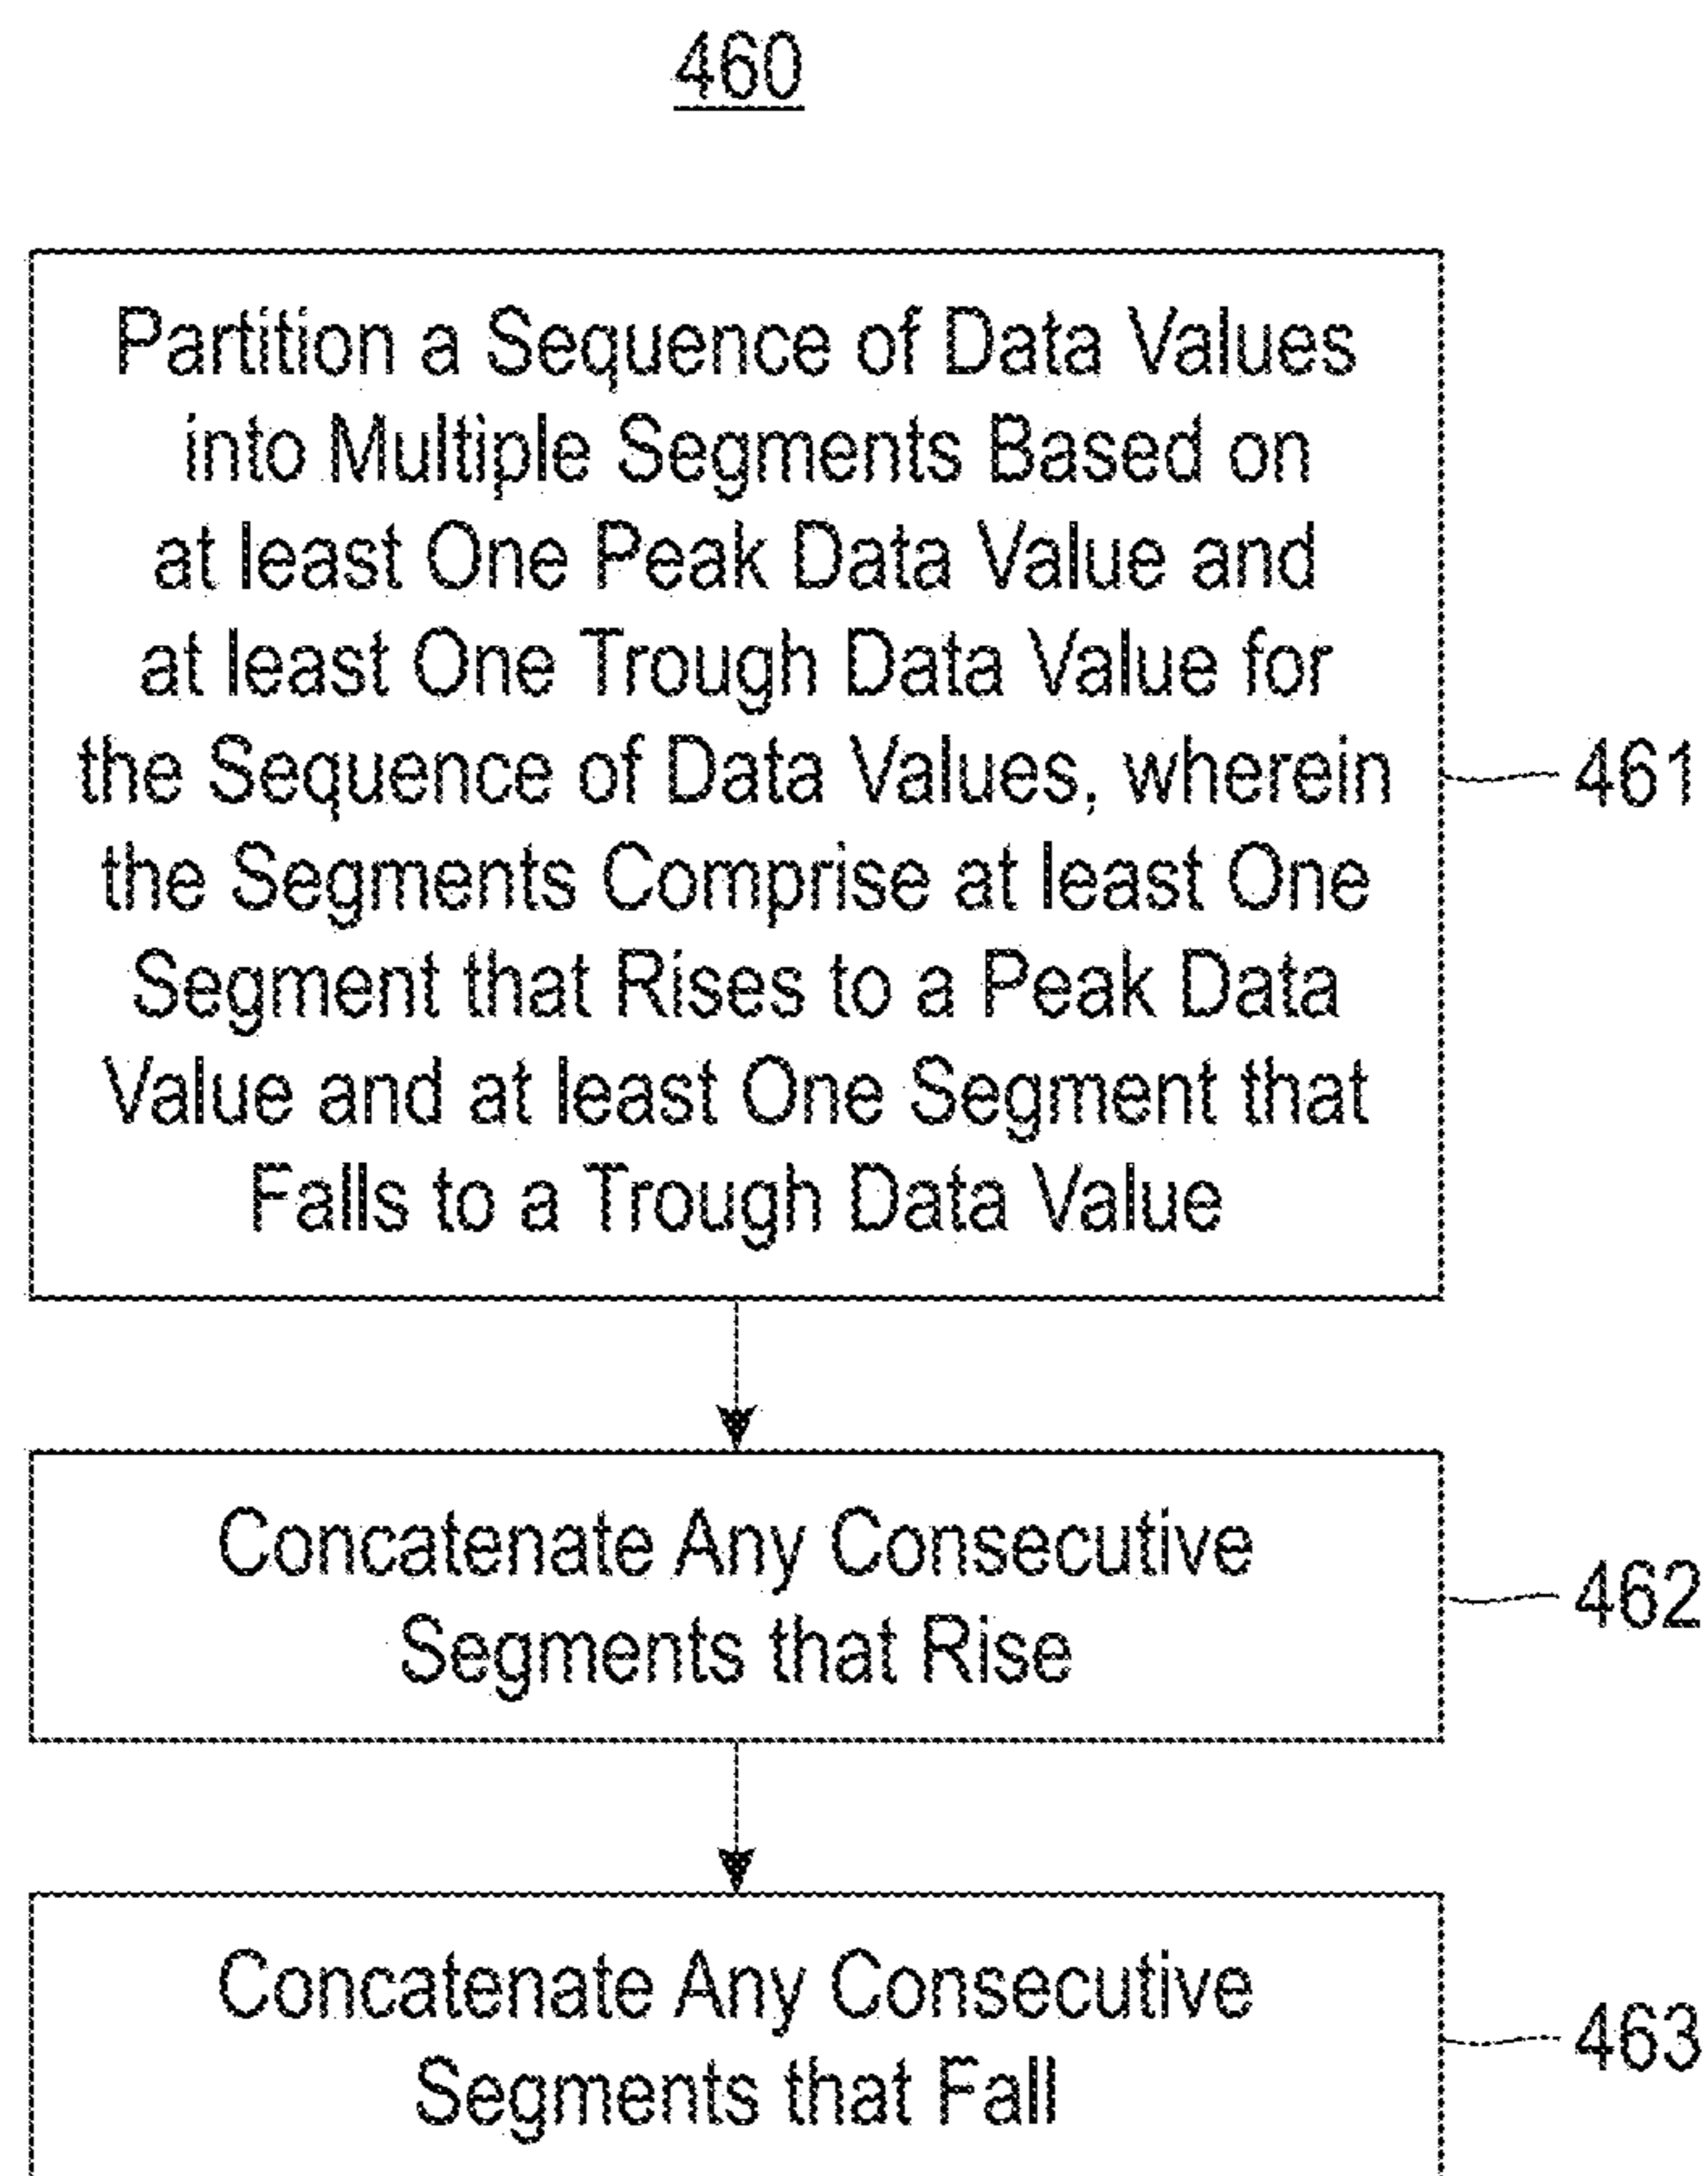 460
Partition a Sequence of Data Values
into Multiple Segments Based on
at least One Peak Data Value and
at least One Trough Data Value for
the Sequence of Data Values, wherein
the Segments Comprise at least One
Segment that Rises to a Peak Data
Value and at least One Segment that
Falls to a Trough Data Value
461
Concatenate Any Consecutive
Segments that Rise
462
Concatenate Any Consecutive
Segments that Fall
463